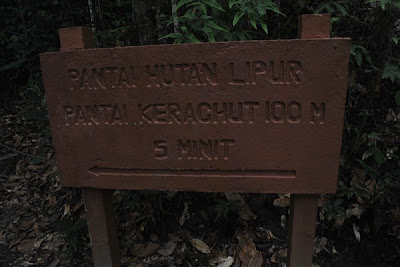 PANTAI HUTAN LIPUR
PANTAI KERACHUT 100 M
5 MINIT